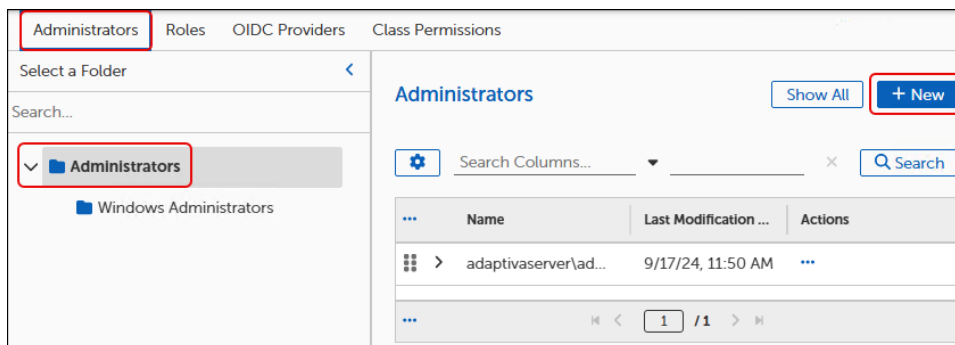 Administrators Roles OIDC Providers Class Permissions
Select a Folder
Search...
Administrators
Windows Administrators
Administrators Show All + New
Search Columns... Search
... Name Last Modification ... Actions
adaptivaserver\ad... 9/17/24, 11:50 AM ...
... 1 / 1